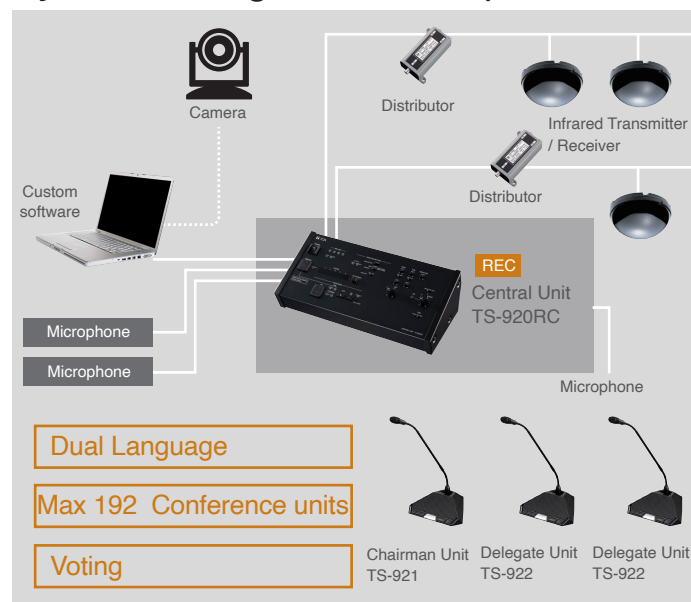 Camera
Distributor
Infrared Transmitter
/ Receiver
Custom
software
Distributor
REC
Central Unit
TS-920RC
Microphone
Microphone
Microphone
Dual Language
Max 192 Conference units
Voting
Chairman Unit
TS-921
Delegate Unit
TS-922
Delegate Unit
TS-922